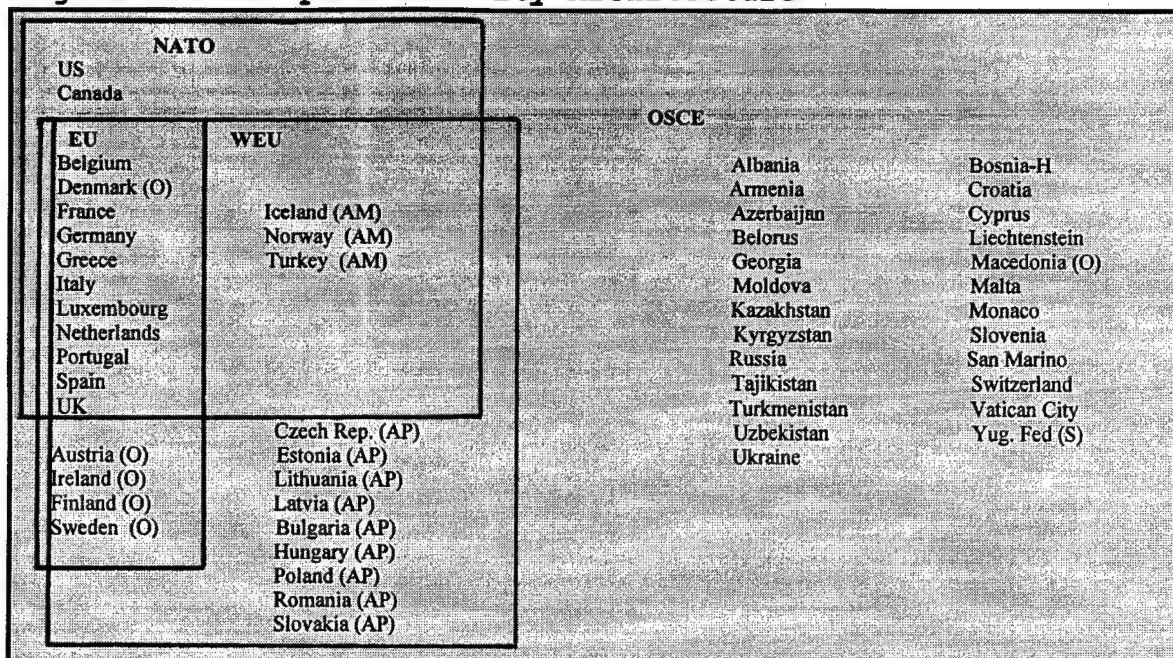 Architecture
NATO
US
Canada
EU
Belgium
Denmark (O)
France
Germany
Greece
Italy
Luxembourg
Netherlands
Portugal
Spain
UK
Austria (O)
Ireland (O)
Finland (O)
Sweden (O)
WEU
Iceland (AM)
Norway (AM)
Turkey (AM)
Czech Rep. (AP)
Estonia (AP)
Lithuania (AP)
Latvia (AP)
Bulgaria (AP)
Hungary (AP)
Poland (AP)
Romania (AP)
Slovakia (AP)
OSCE
Albania
Armenia
Azerbaijan
Belorus
Georgia
Moldova
Kazakhstan
Kyrgyzstan
Russia
Tajikistan
Turkmenistan
Uzbekistan
Ukraine
Bosnia-H
Croatia
Cyprus
Liechtenstein
Macedonia (O)
Malta
Monaco
Slovenia
San Marino
Switzerland
Vatican City
Yug. Fed (S)